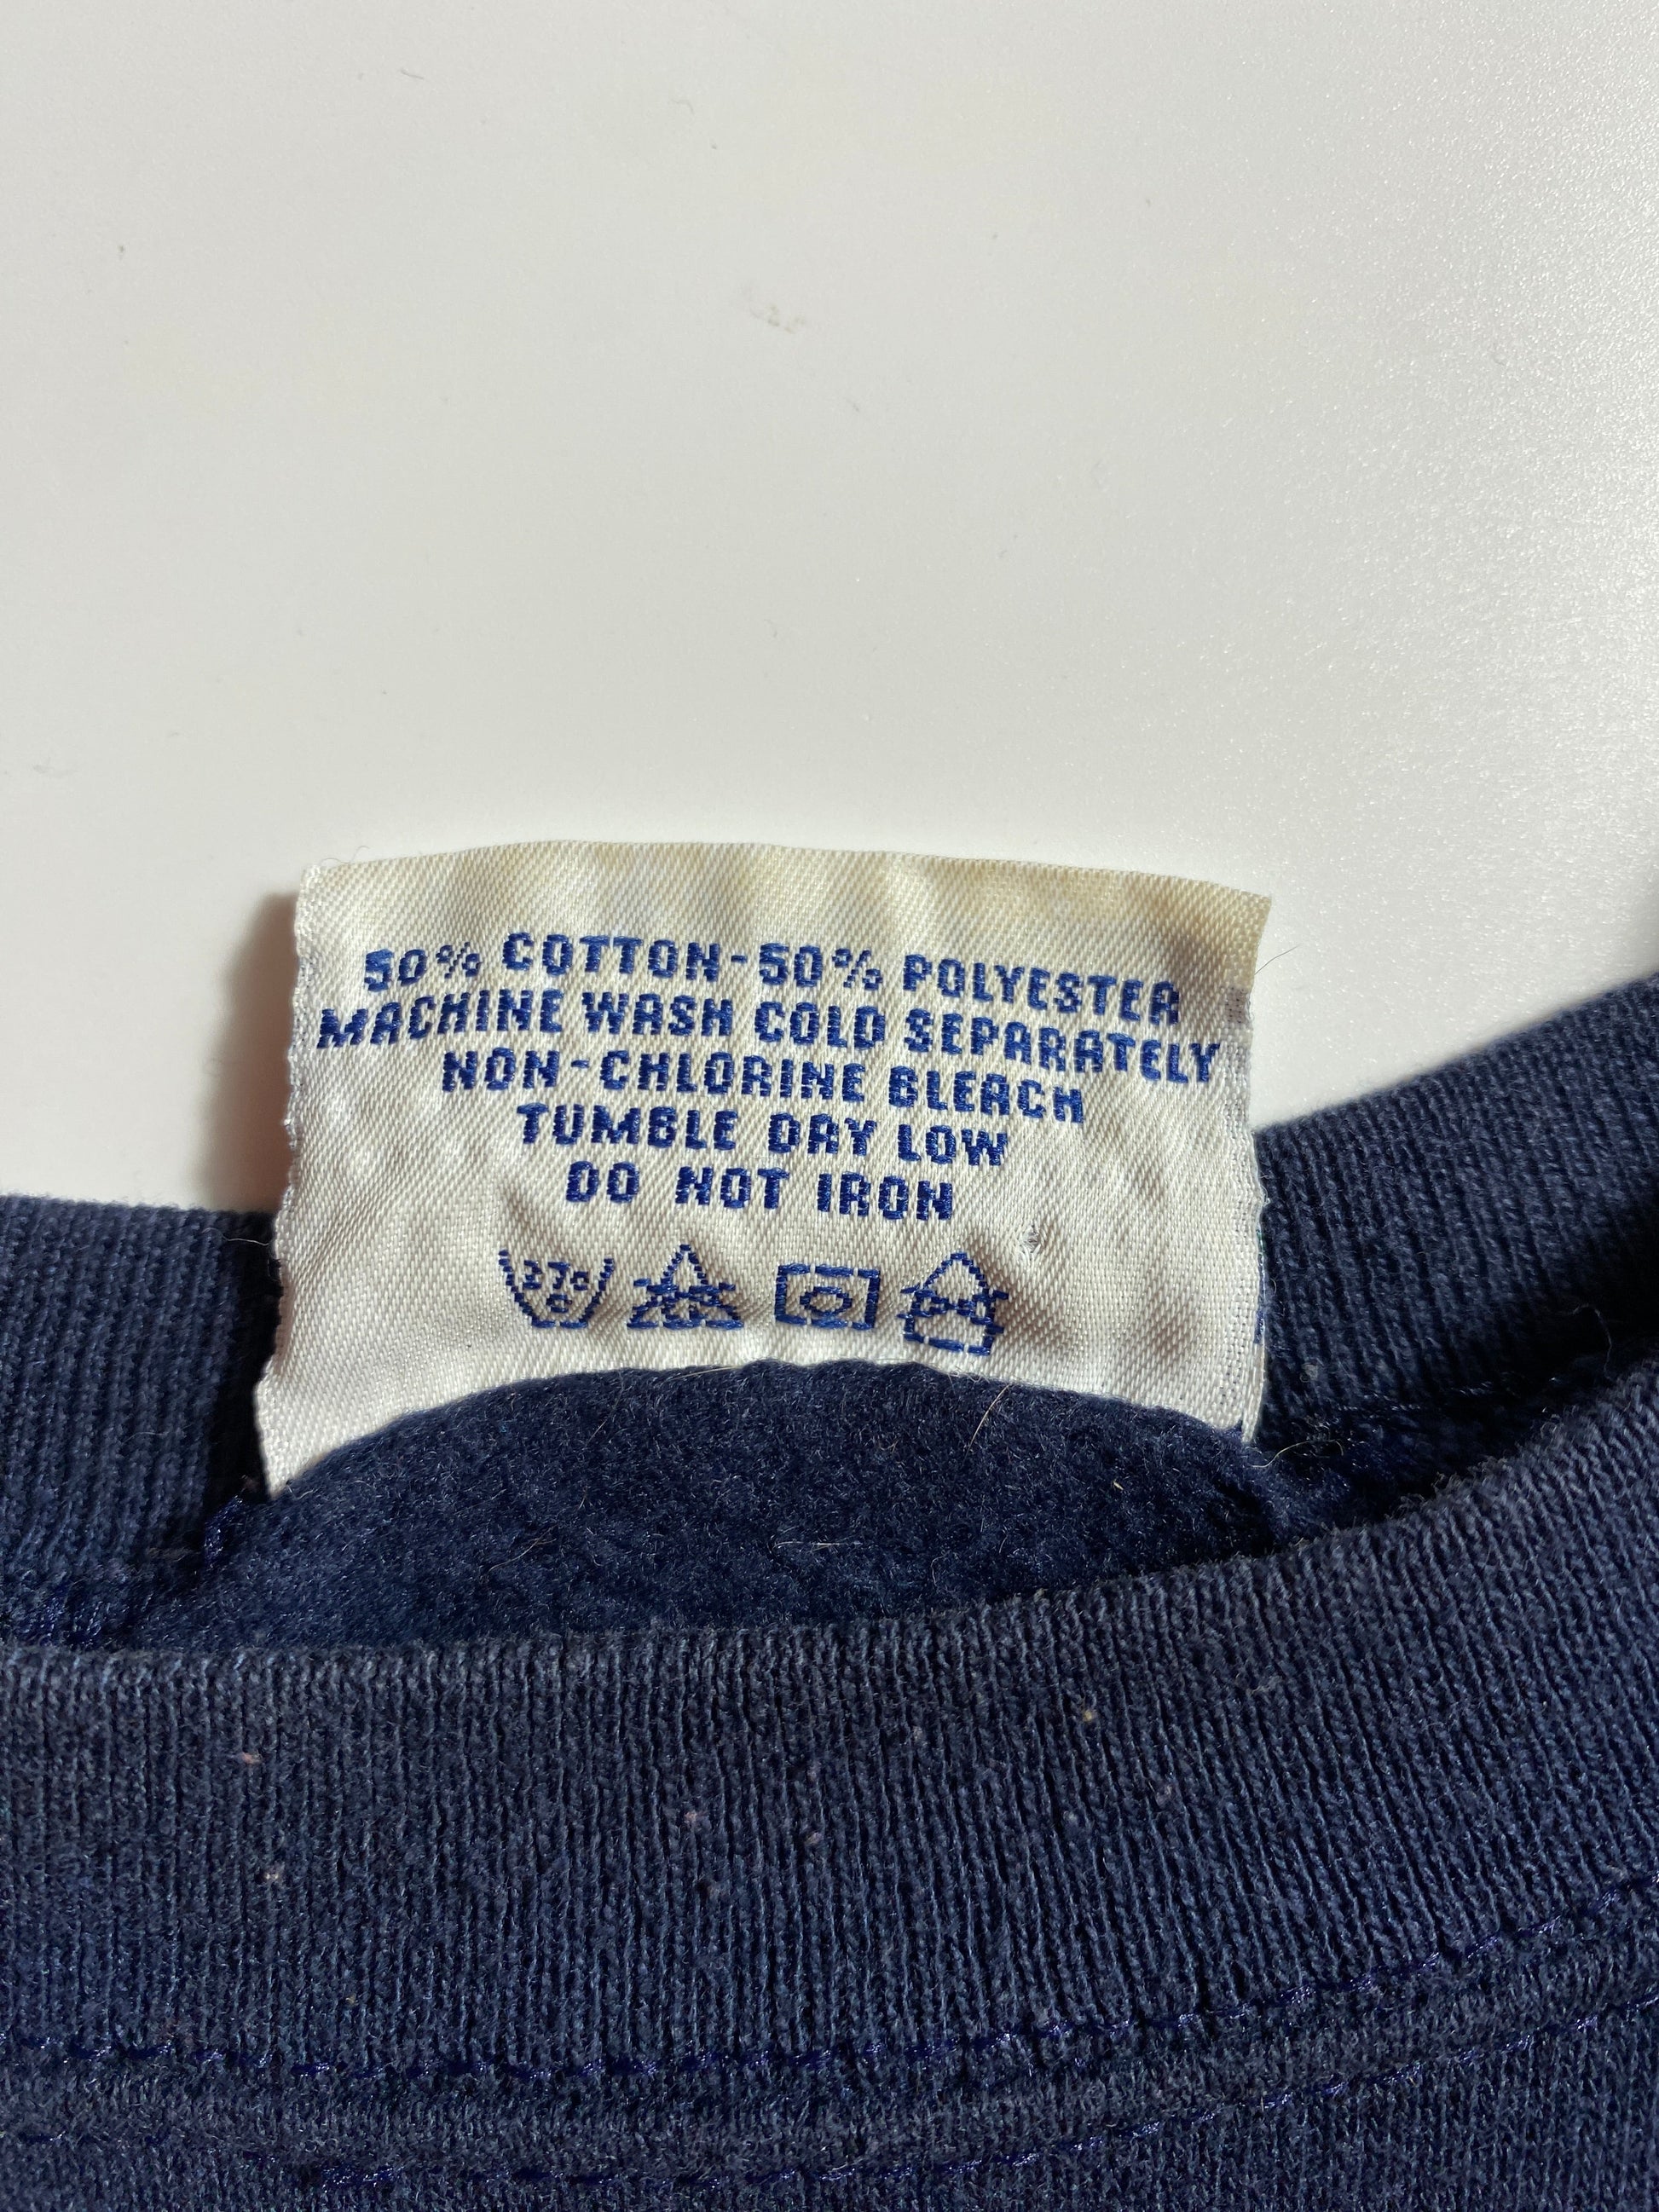 50% COTTON-50% POLYESTER
MACHINE WASH COLD SEPARATELY
NON-CHLORINE BLEACH
TUMBLE DRY LOW
DO NOT IRON